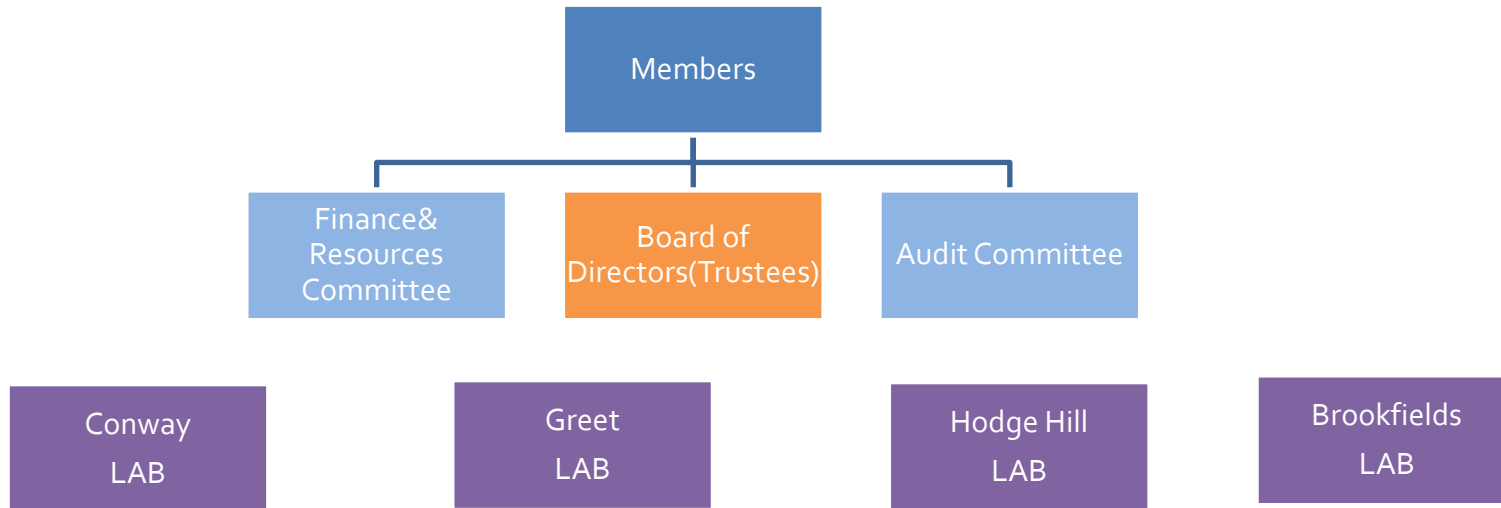 Members
Finance&
Resources
Committee
Board of
Directors(Trustees)
Audit Committee
Conway
LAB
Greet
LAB
Hodge Hill
LAB
Brookfields
LAB